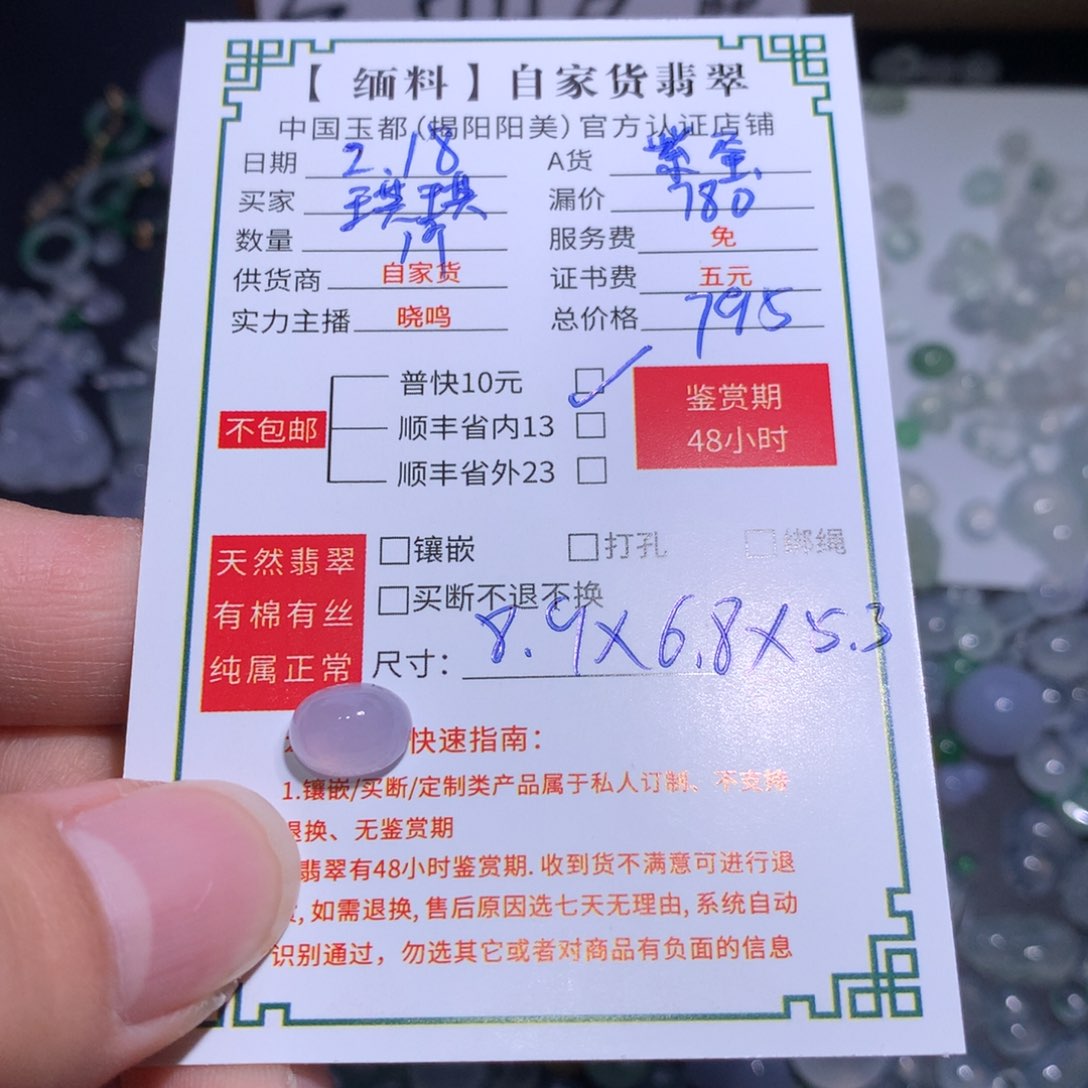 【 缅料 】自家货翡翠
中国玉都(揭阳阳美)官方认证店铺
日期 2.18 A货 紫蛋
买家 琪琪 漏价 780
数量 1个 服务费 免
供货商 自家货 证书费 五元
实力主播 晓鸣 总价格 795
普快10元
不包邮 顺丰省内13
顺丰省外23
鉴赏期
48小时
天然翡翠
有棉有丝
纯属正常
镶嵌 打孔 绑绳
买断不退不换
尺寸: 8.9X6.8X5.3
快速指南:
1.镶嵌/买断/定制类产品属于私人订制、不支持
退换、无鉴赏期
翡翠有48小时鉴赏期.收到货不满意可进行退
,如需退换,售后原因选七天无理由,系统自动
识别通过，勿选其它或者对商品有负面的信息